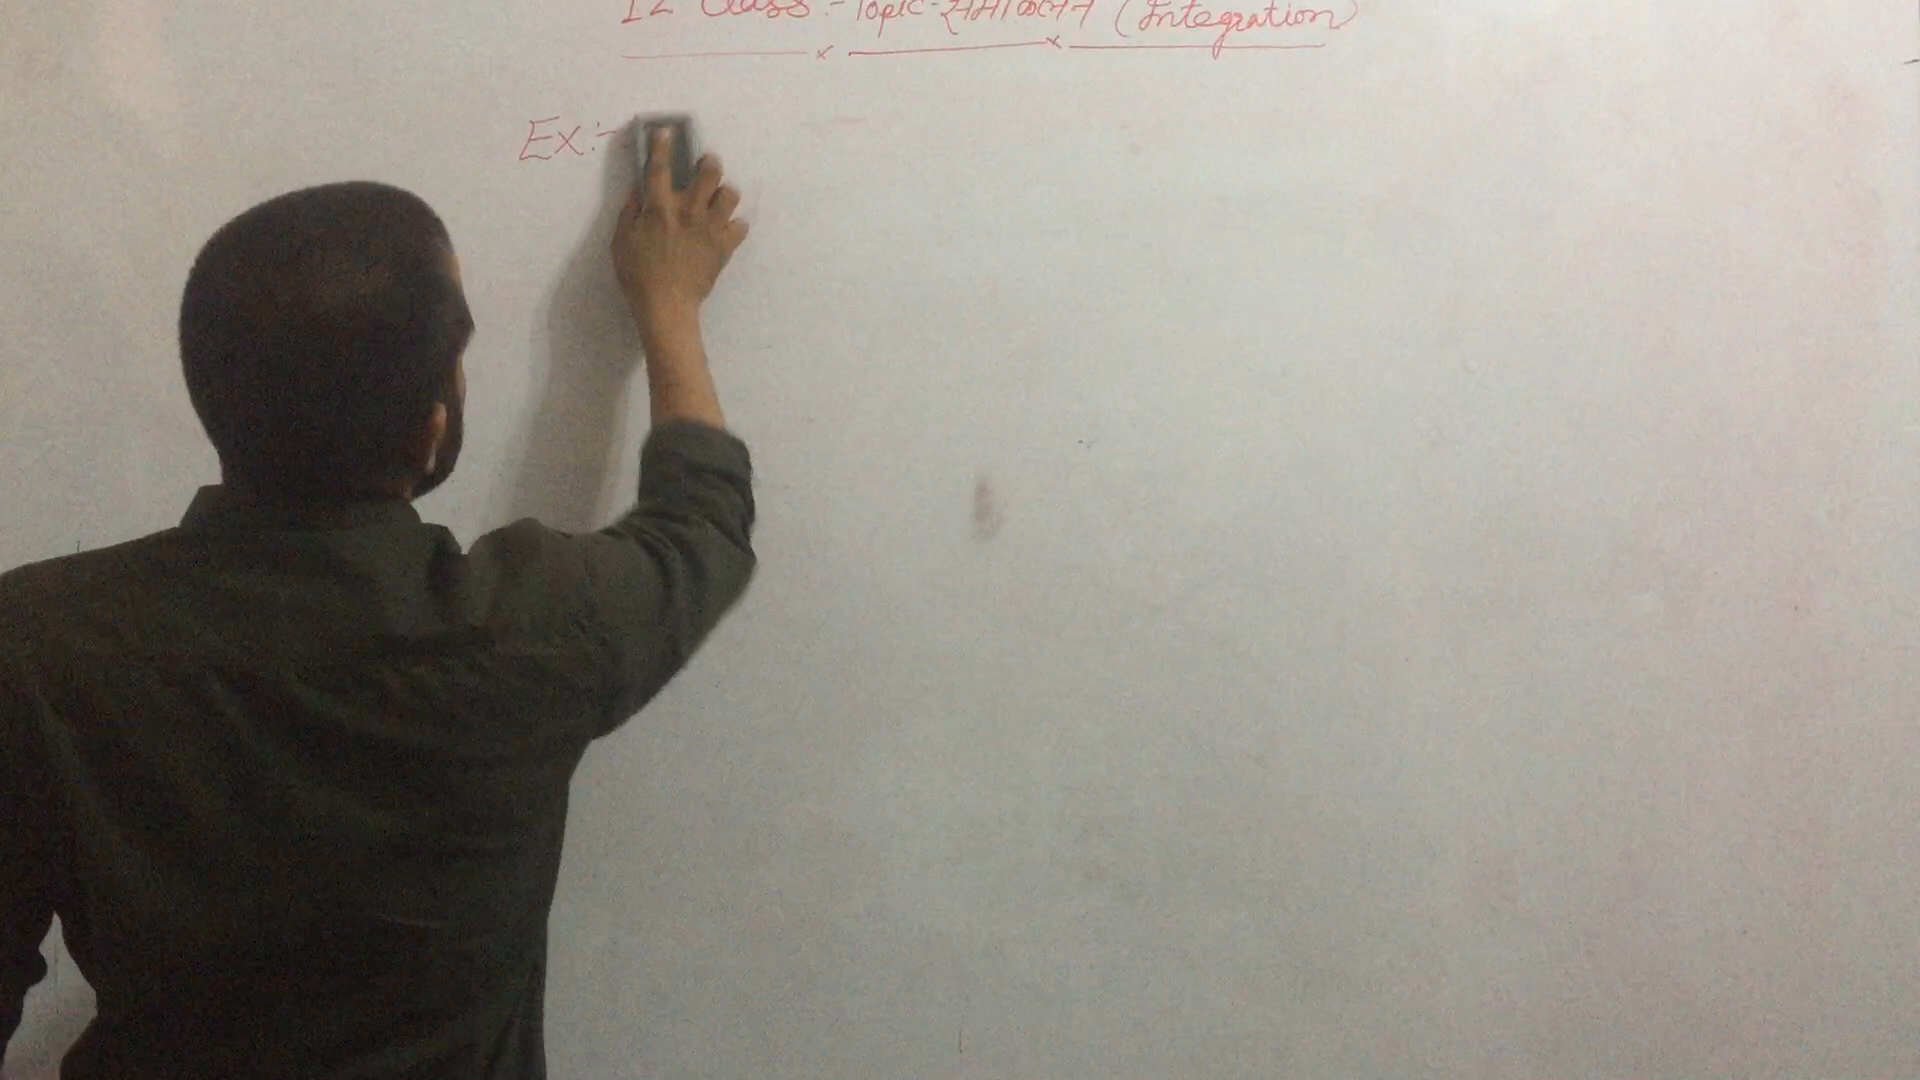 12 Class :- Topic - समाकलन (Integration)
Ex:-